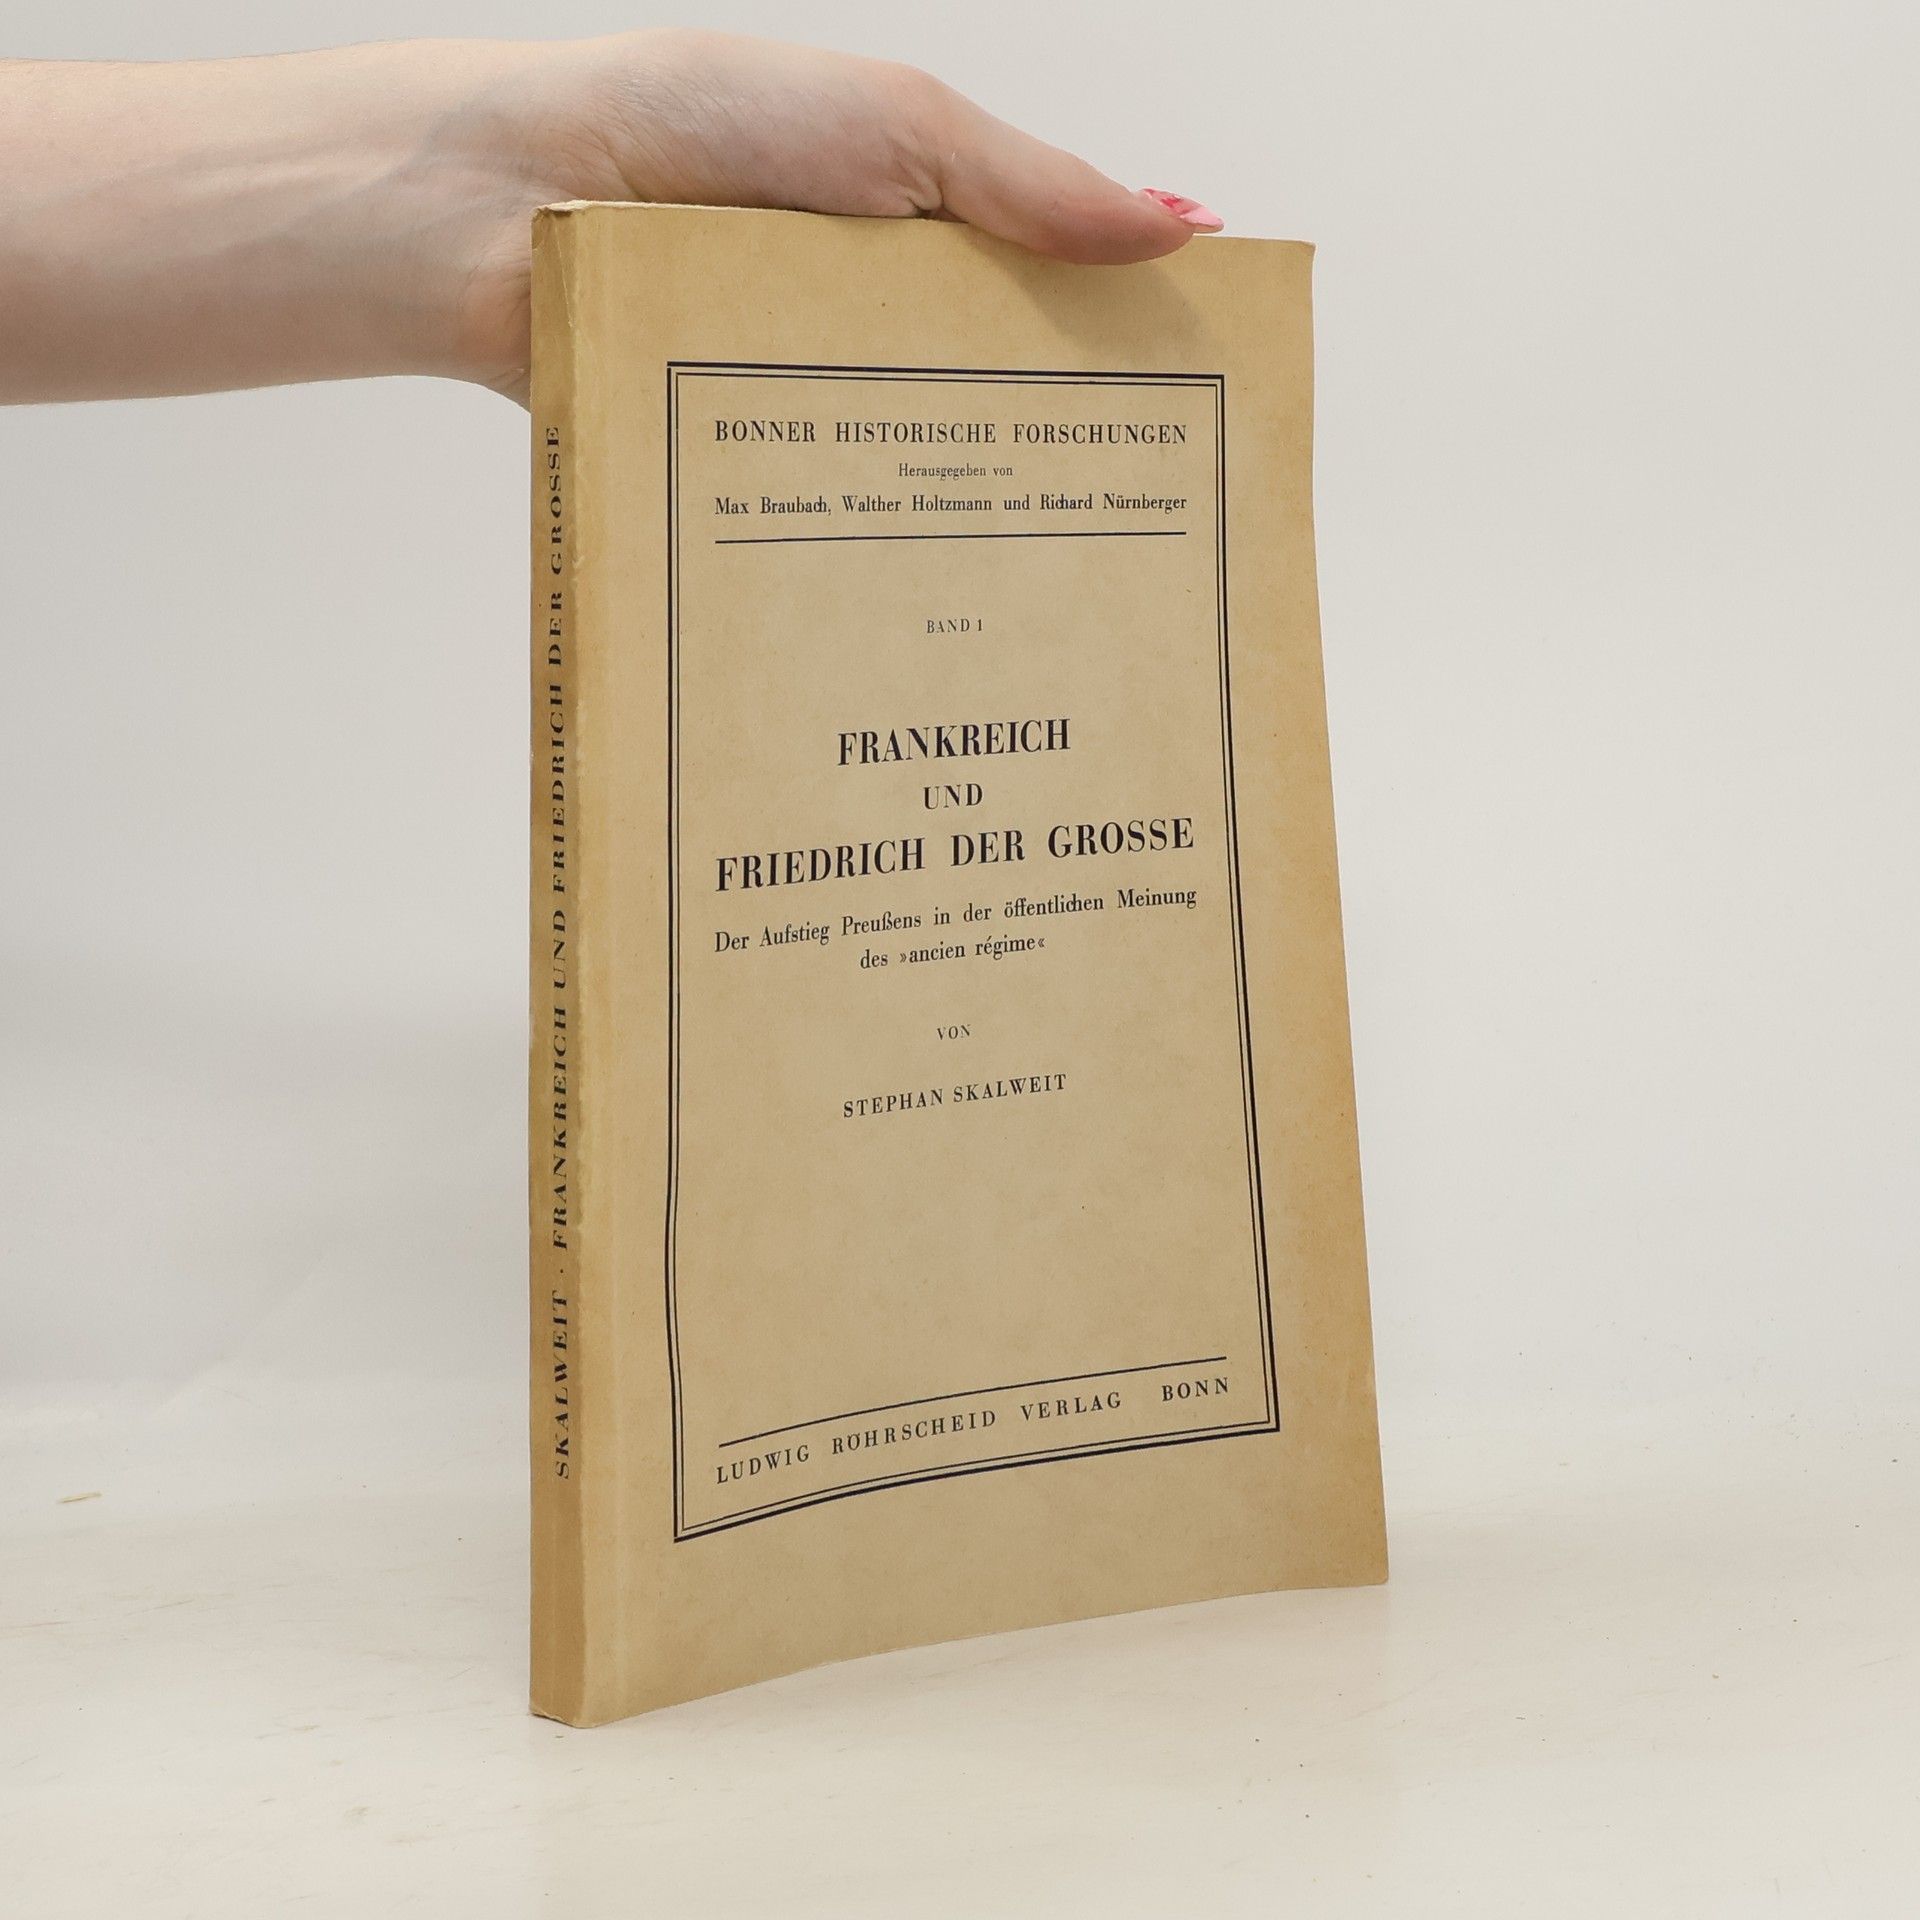 SKALWEIT · FRANKREICH UND FRIEDRICH DER GROSSE
BONNER HISTORISCHE FORSCHUNGEN
Herausgegeben von
Max Braubach, Walther Holtzmann und Richard Nürnberger
BAND 1
FRANKREICH
UND
FRIEDRICH DER GROSSE
Der Aufstieg Preußens in der öffentlichen Meinung
des »ancien régime«
VON
STEPHAN SKALWEIT
LUDWIG RÖHRSCHEID VERLAG BONN